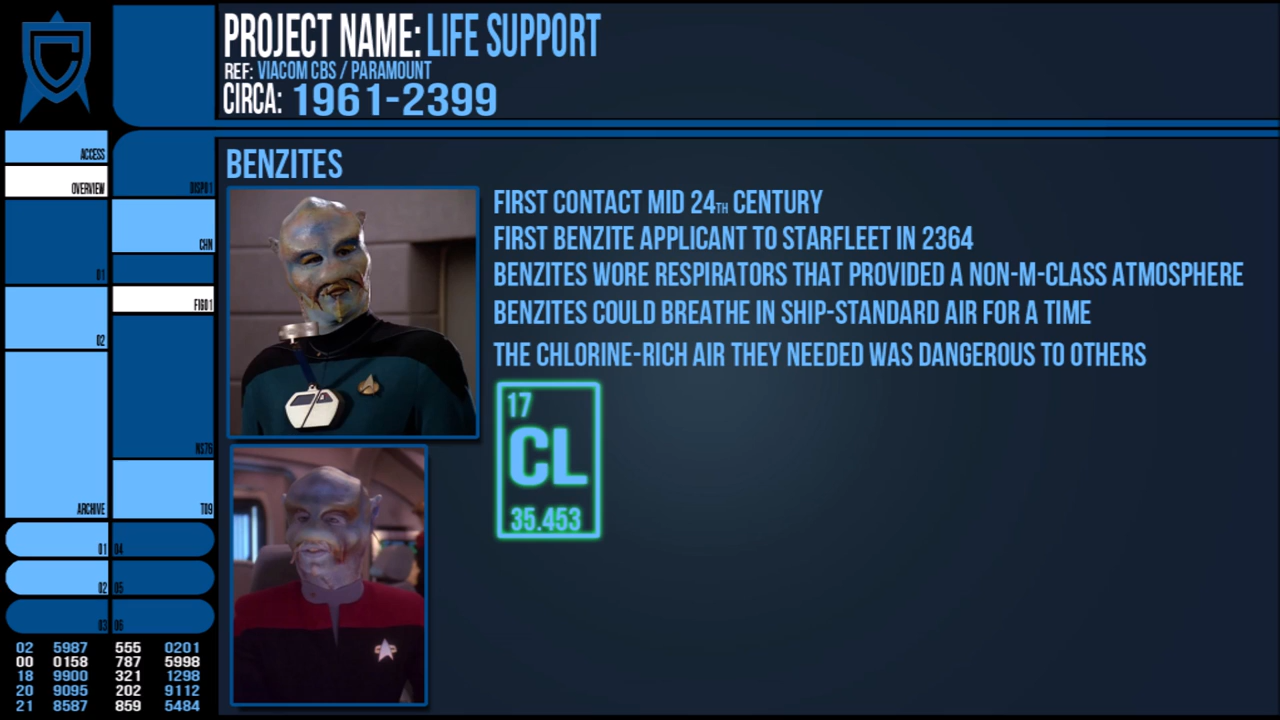 PROJECT NAME: LIFE SUPPORT
REF: VIACOM CBS / PARAMOUNT
CIRCA: 1961-2399
ACCESS
OVERVIEW
DISP01
CHN
01
FIG01
02
NS76
ARCHIVE
T09
01 04
02 05
03 06
02 5987 555 0201
00 0158 787 5998
18 9900 321 1298
20 9095 202 9112
21 8587 859 5484
BENZITES
FIRST CONTACT MID 24TH CENTURY
FIRST BENZITE APPLICANT TO STARFLEET IN 2364
BENZITES WORE RESPIRATORS THAT PROVIDED A NON-M-CLASS ATMOSPHERE
BENZITES COULD BREATHE IN SHIP-STANDARD AIR FOR A TIME
THE CHLORINE-RICH AIR THEY NEEDED WAS DANGEROUS TO OTHERS
17
CL
35.453